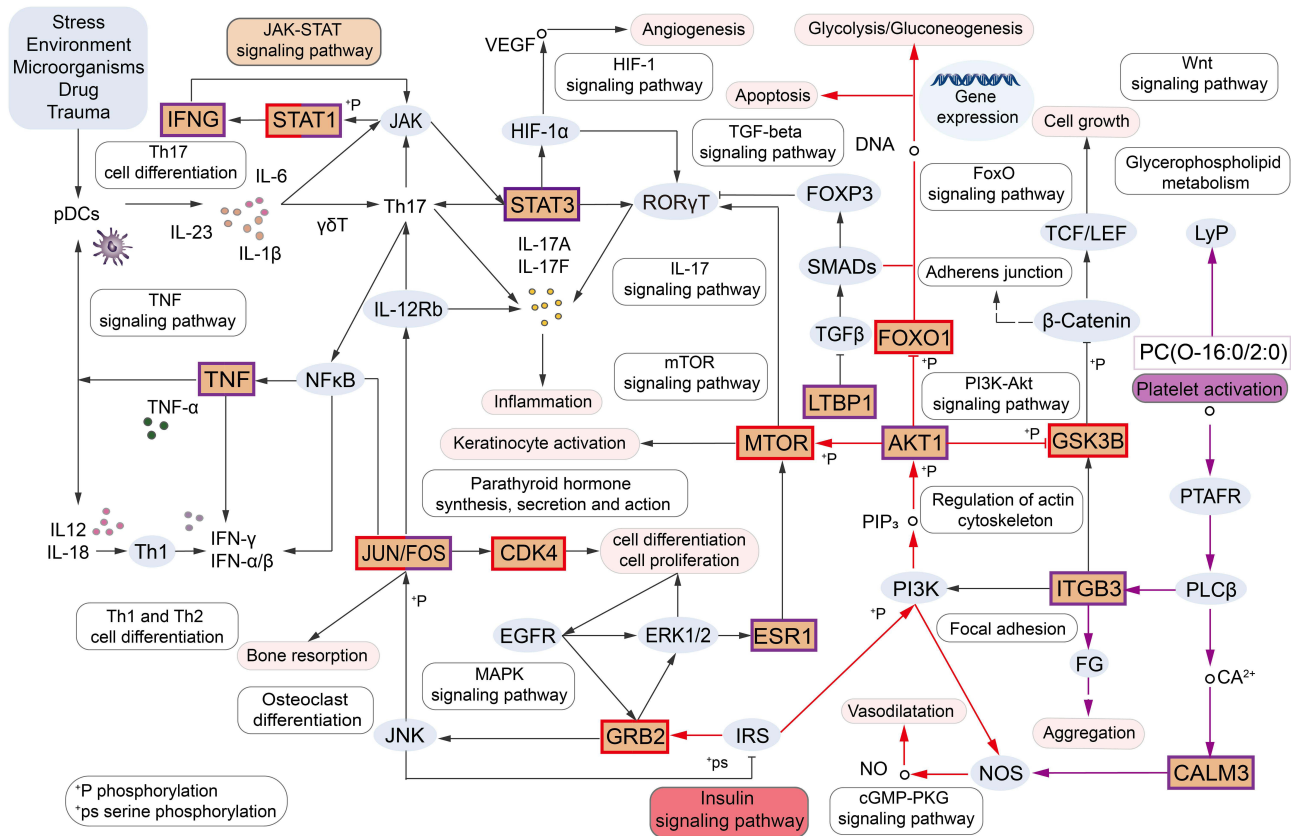 Stress
Environment
Microorganisms
Drug
Trauma
JAK-STAT
signaling pathway
VEGF
Angiogenesis
Glycolysis/Gluconeogenesis
HIF-1
signaling pathway
Wnt
signaling pathway
Apoptosis
Gene
expression
Cell growth
IFNG
STAT1
+P
JAK
HIF-1α
TGF-beta
signaling pathway
DNA
Th17
cell differentiation
FoxO
signaling pathway
Glycerophospholipid
metabolism
IL-6
pDCs
IL-23
IL-1β
γδT
Th17
STAT3
RORγT
FOXP3
TCF/LEF
LyP
IL-17A
IL-17F
IL-17
signaling pathway
SMADs
Adherens junction
TNF
signaling pathway
IL-12Rb
TGFβ
FOXO1
β-Catenin
PC(O-16:0/2:0)
+P
+P
mTOR
signaling pathway
PI3K-Akt
signaling pathway
Platelet activation
TNF
NFκB
TNF-α
Inflammation
LTBP1
Keratinocyte activation
MTOR
+P
AKT1
+P
+P
GSK3B
Parathyroid hormone
synthesis, secretion and action
Regulation of actin
cytoskeleton
PTAFR
PIP₃
IL12
IL-18
Th1
IFN-γ
IFN-α/β
JUN/FOS
CDK4
cell differentiation
cell proliferation
+P
PI3K
+P
ITGB3
PLCβ
Th1 and Th2
cell differentiation
EGFR
ERK1/2
ESR1
Focal adhesion
Bone resorption
MAPK
signaling pathway
FG
CA²⁺
Osteoclast
differentiation
JNK
GRB2
IRS
Vasodilatation
Aggregation
+ps
NO
NOS
CALM3
+P phosphorylation
+ps serine phosphorylation
Insulin
signaling pathway
cGMP-PKG
signaling pathway